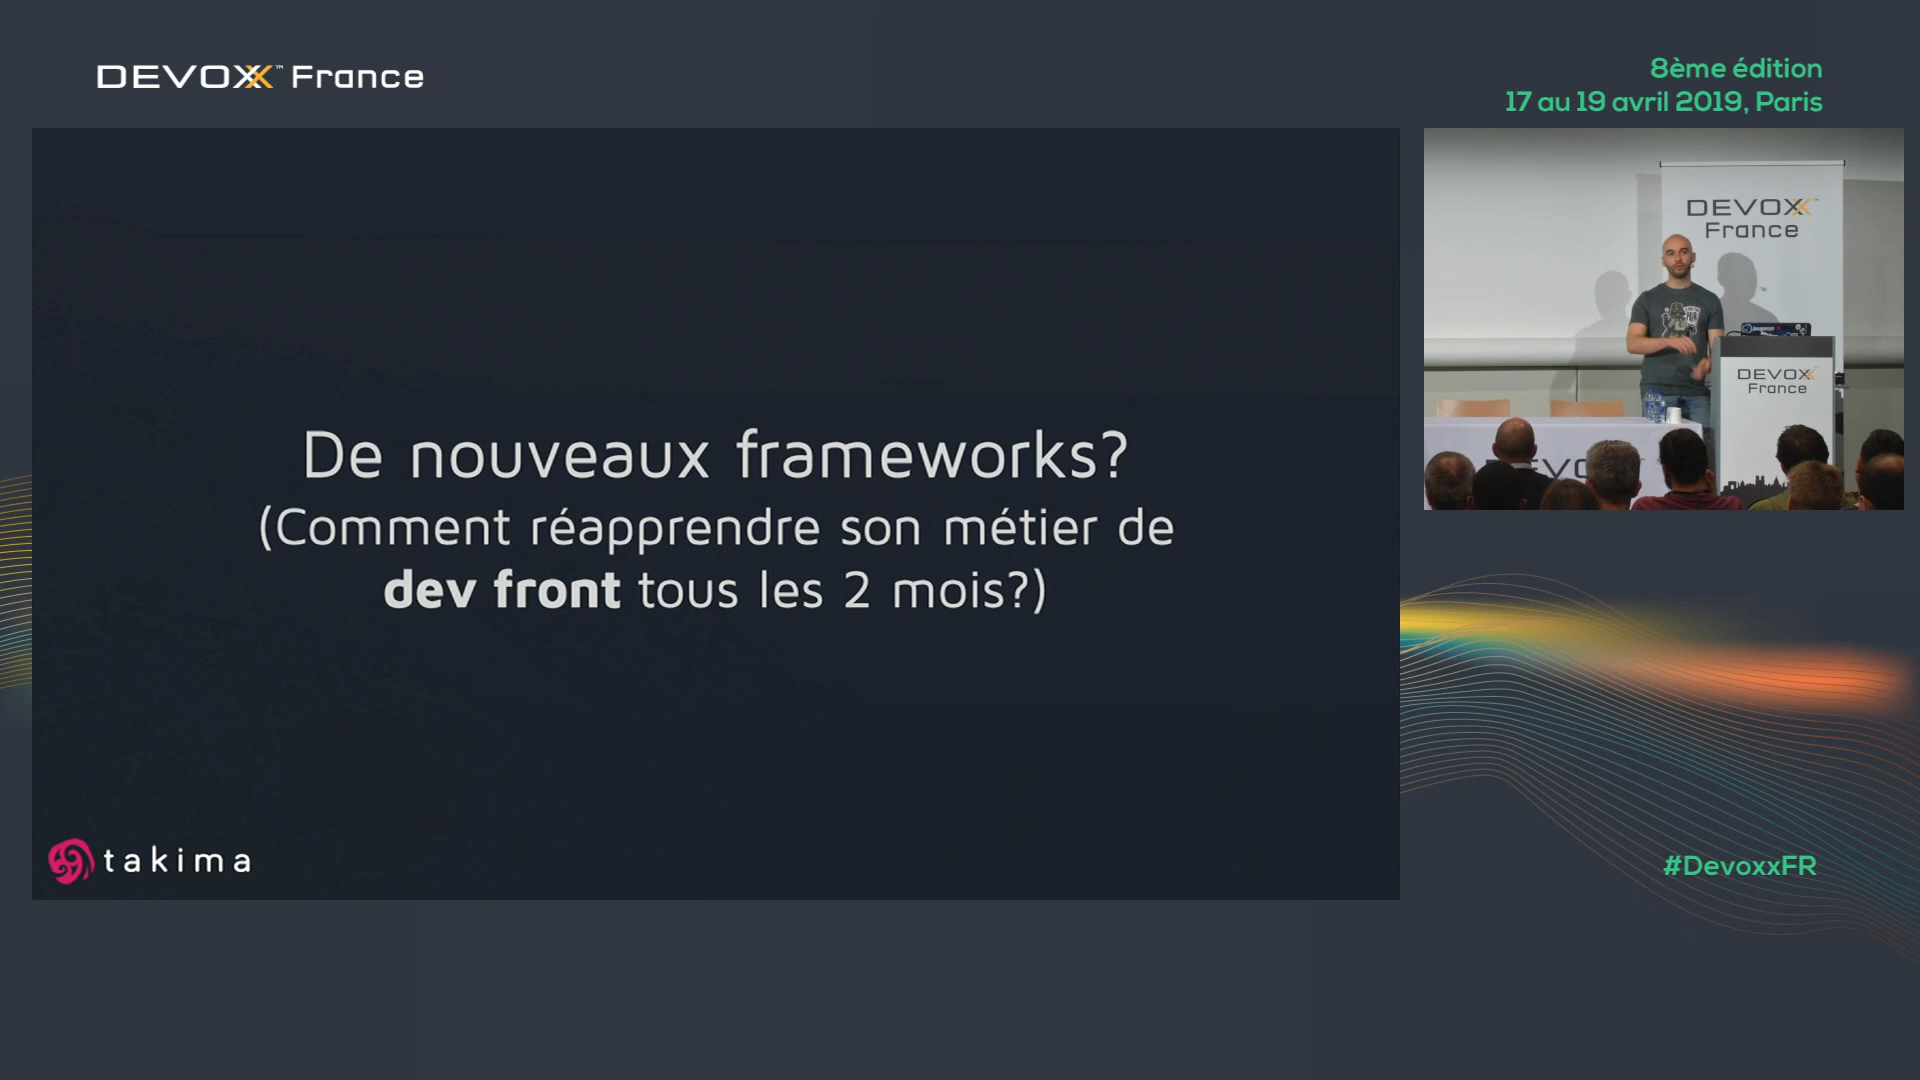 DEVOXX™ France
8ème édition
17 au 19 avril 2019, Paris
De nouveaux frameworks?
(Comment réapprendre son métier de
dev front tous les 2 mois?)
takima
DEVOXX
France
DEVOXX
France
#DevoxxFR